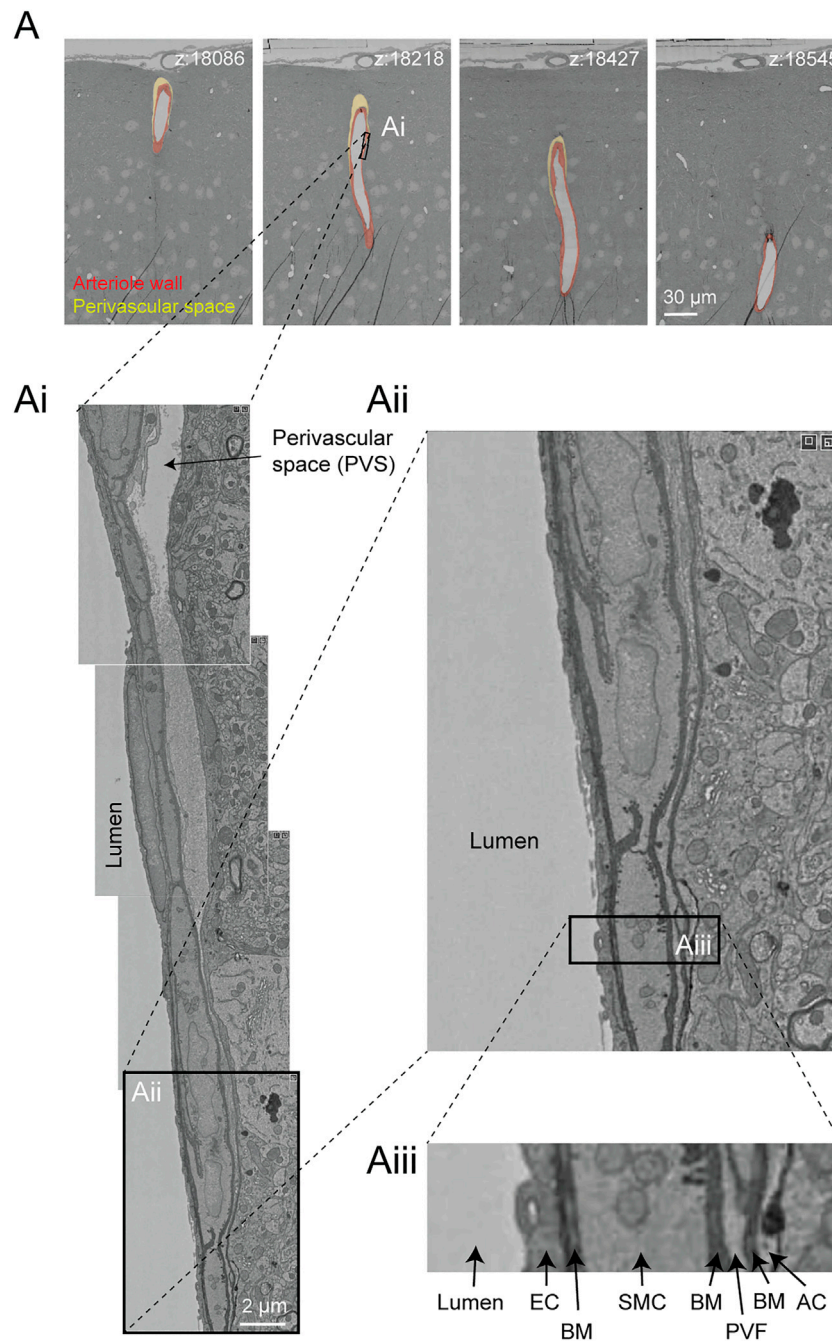 A
z:18086
z:18218
z:18427
z:18545
Ai
Arteriole wall
Perivascular space
30 µm
Ai
Aii
Perivascular
space (PVS)
Lumen
Lumen
Aiii
Aii
2 µm
Aiii
Lumen
EC
BM
SMC
BM
PVF
BM
AC